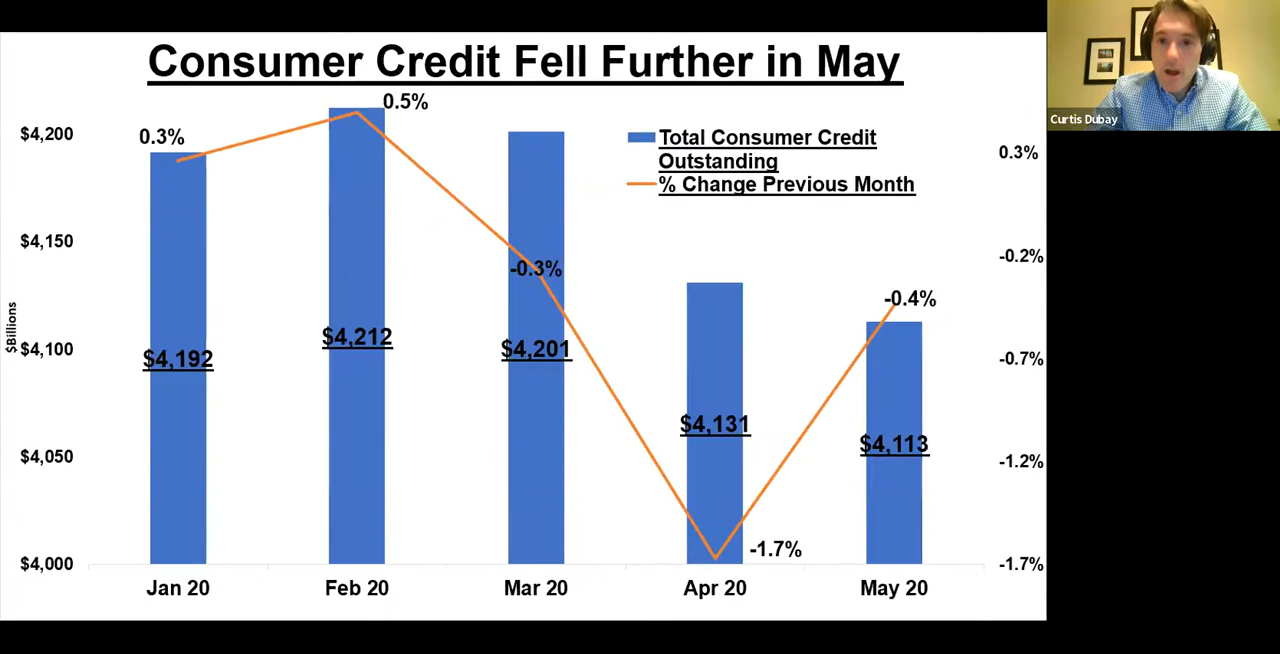 Consumer Credit Fell Further in May
Curtis Dubay
0.5%
0.3%
$4,200
$4,150
$4,100
$4,050
$4,000
$Billions
Total Consumer Credit
Outstanding
% Change Previous Month
0.3%
-0.2%
-0.7%
-1.2%
-1.7%
-0.3%
-0.4%
$4,192
$4,212
$4,201
$4,131
$4,113
-1.7%
Jan 20
Feb 20
Mar 20
Apr 20
May 20